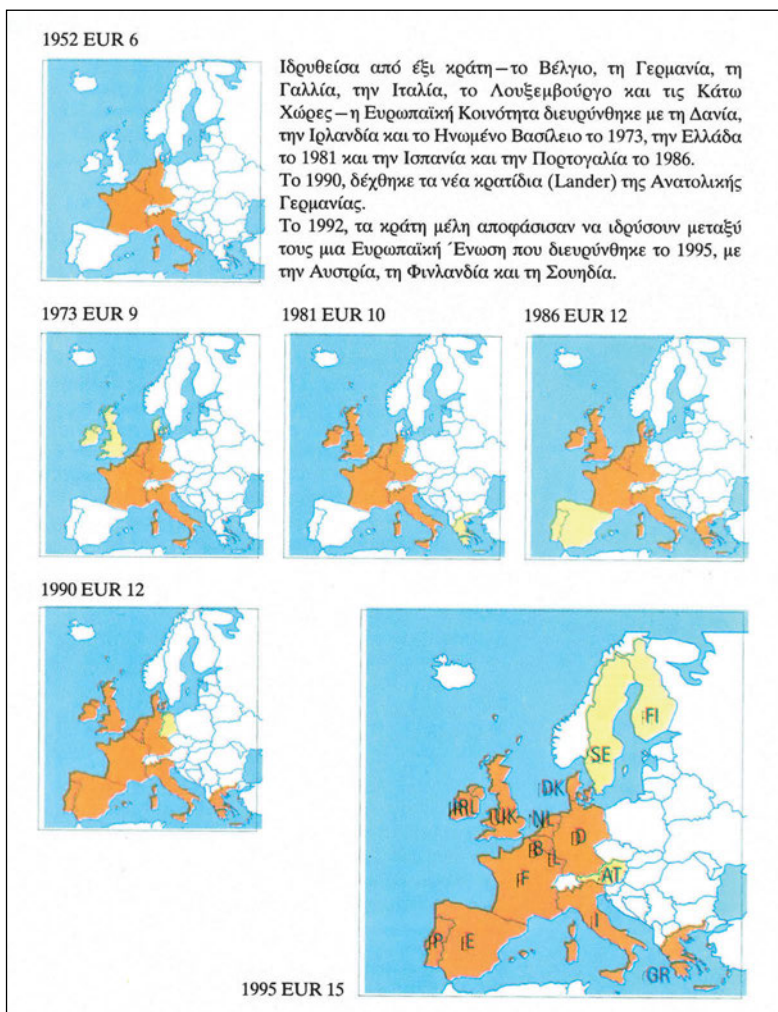 1952 EUR 6
Ιδρυθείσα από έξι κράτη—το Βέλγιο, τη Γερμανία, τη
Γαλλία, την Ιταλία, το Λουξεμβούργο και τις Κάτω
Χώρες—η Ευρωπαϊκή Κοινότητα διευρύνθηκε με τη Δανία,
την Ιρλανδία και το Ηνωμένο Βασίλειο το 1973, την Ελλάδα
το 1981 και την Ισπανία και την Πορτογαλία το 1986.
Το 1990, δέχθηκε τα νέα κρατίδια (Lander) της Ανατολικής
Γερμανίας.
Το 1992, τα κράτη μέλη αποφάσισαν να ιδρύσουν μεταξύ
τους μια Ευρωπαϊκή Ένωση που διευρύνθηκε το 1995, με
την Αυστρία, τη Φινλανδία και τη Σουηδία.
1973 EUR 9
1981 EUR 10
1986 EUR 12
1990 EUR 12
FI
SE
DK
IRL
UK
NL
D
B
L
F
AT
I
P
E
GR
1995 EUR 15